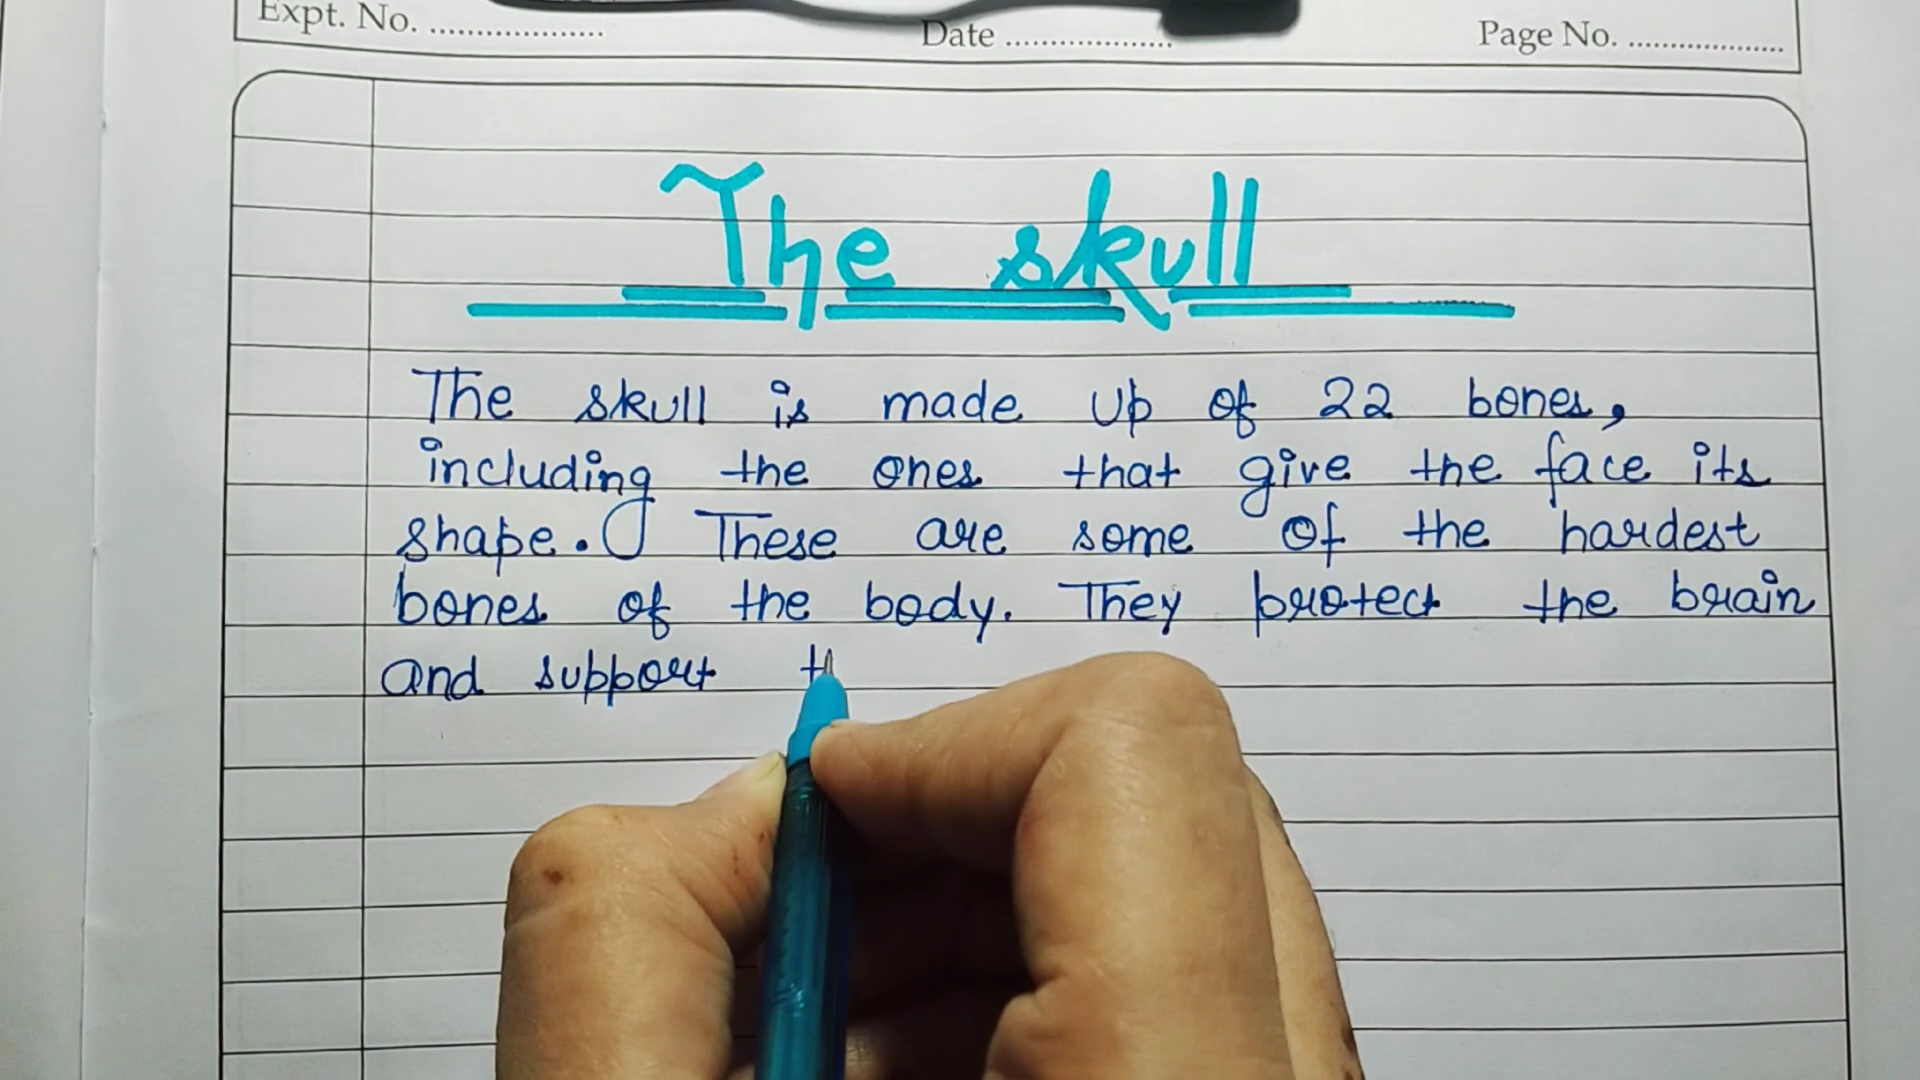 Expt. No. .................... Date .................... Page No. ....................
The skull
The skull is made up of 22 bones,
including the ones that give the face its
shape. These are some of the hardest
bones of the body. They protect the brain
and support